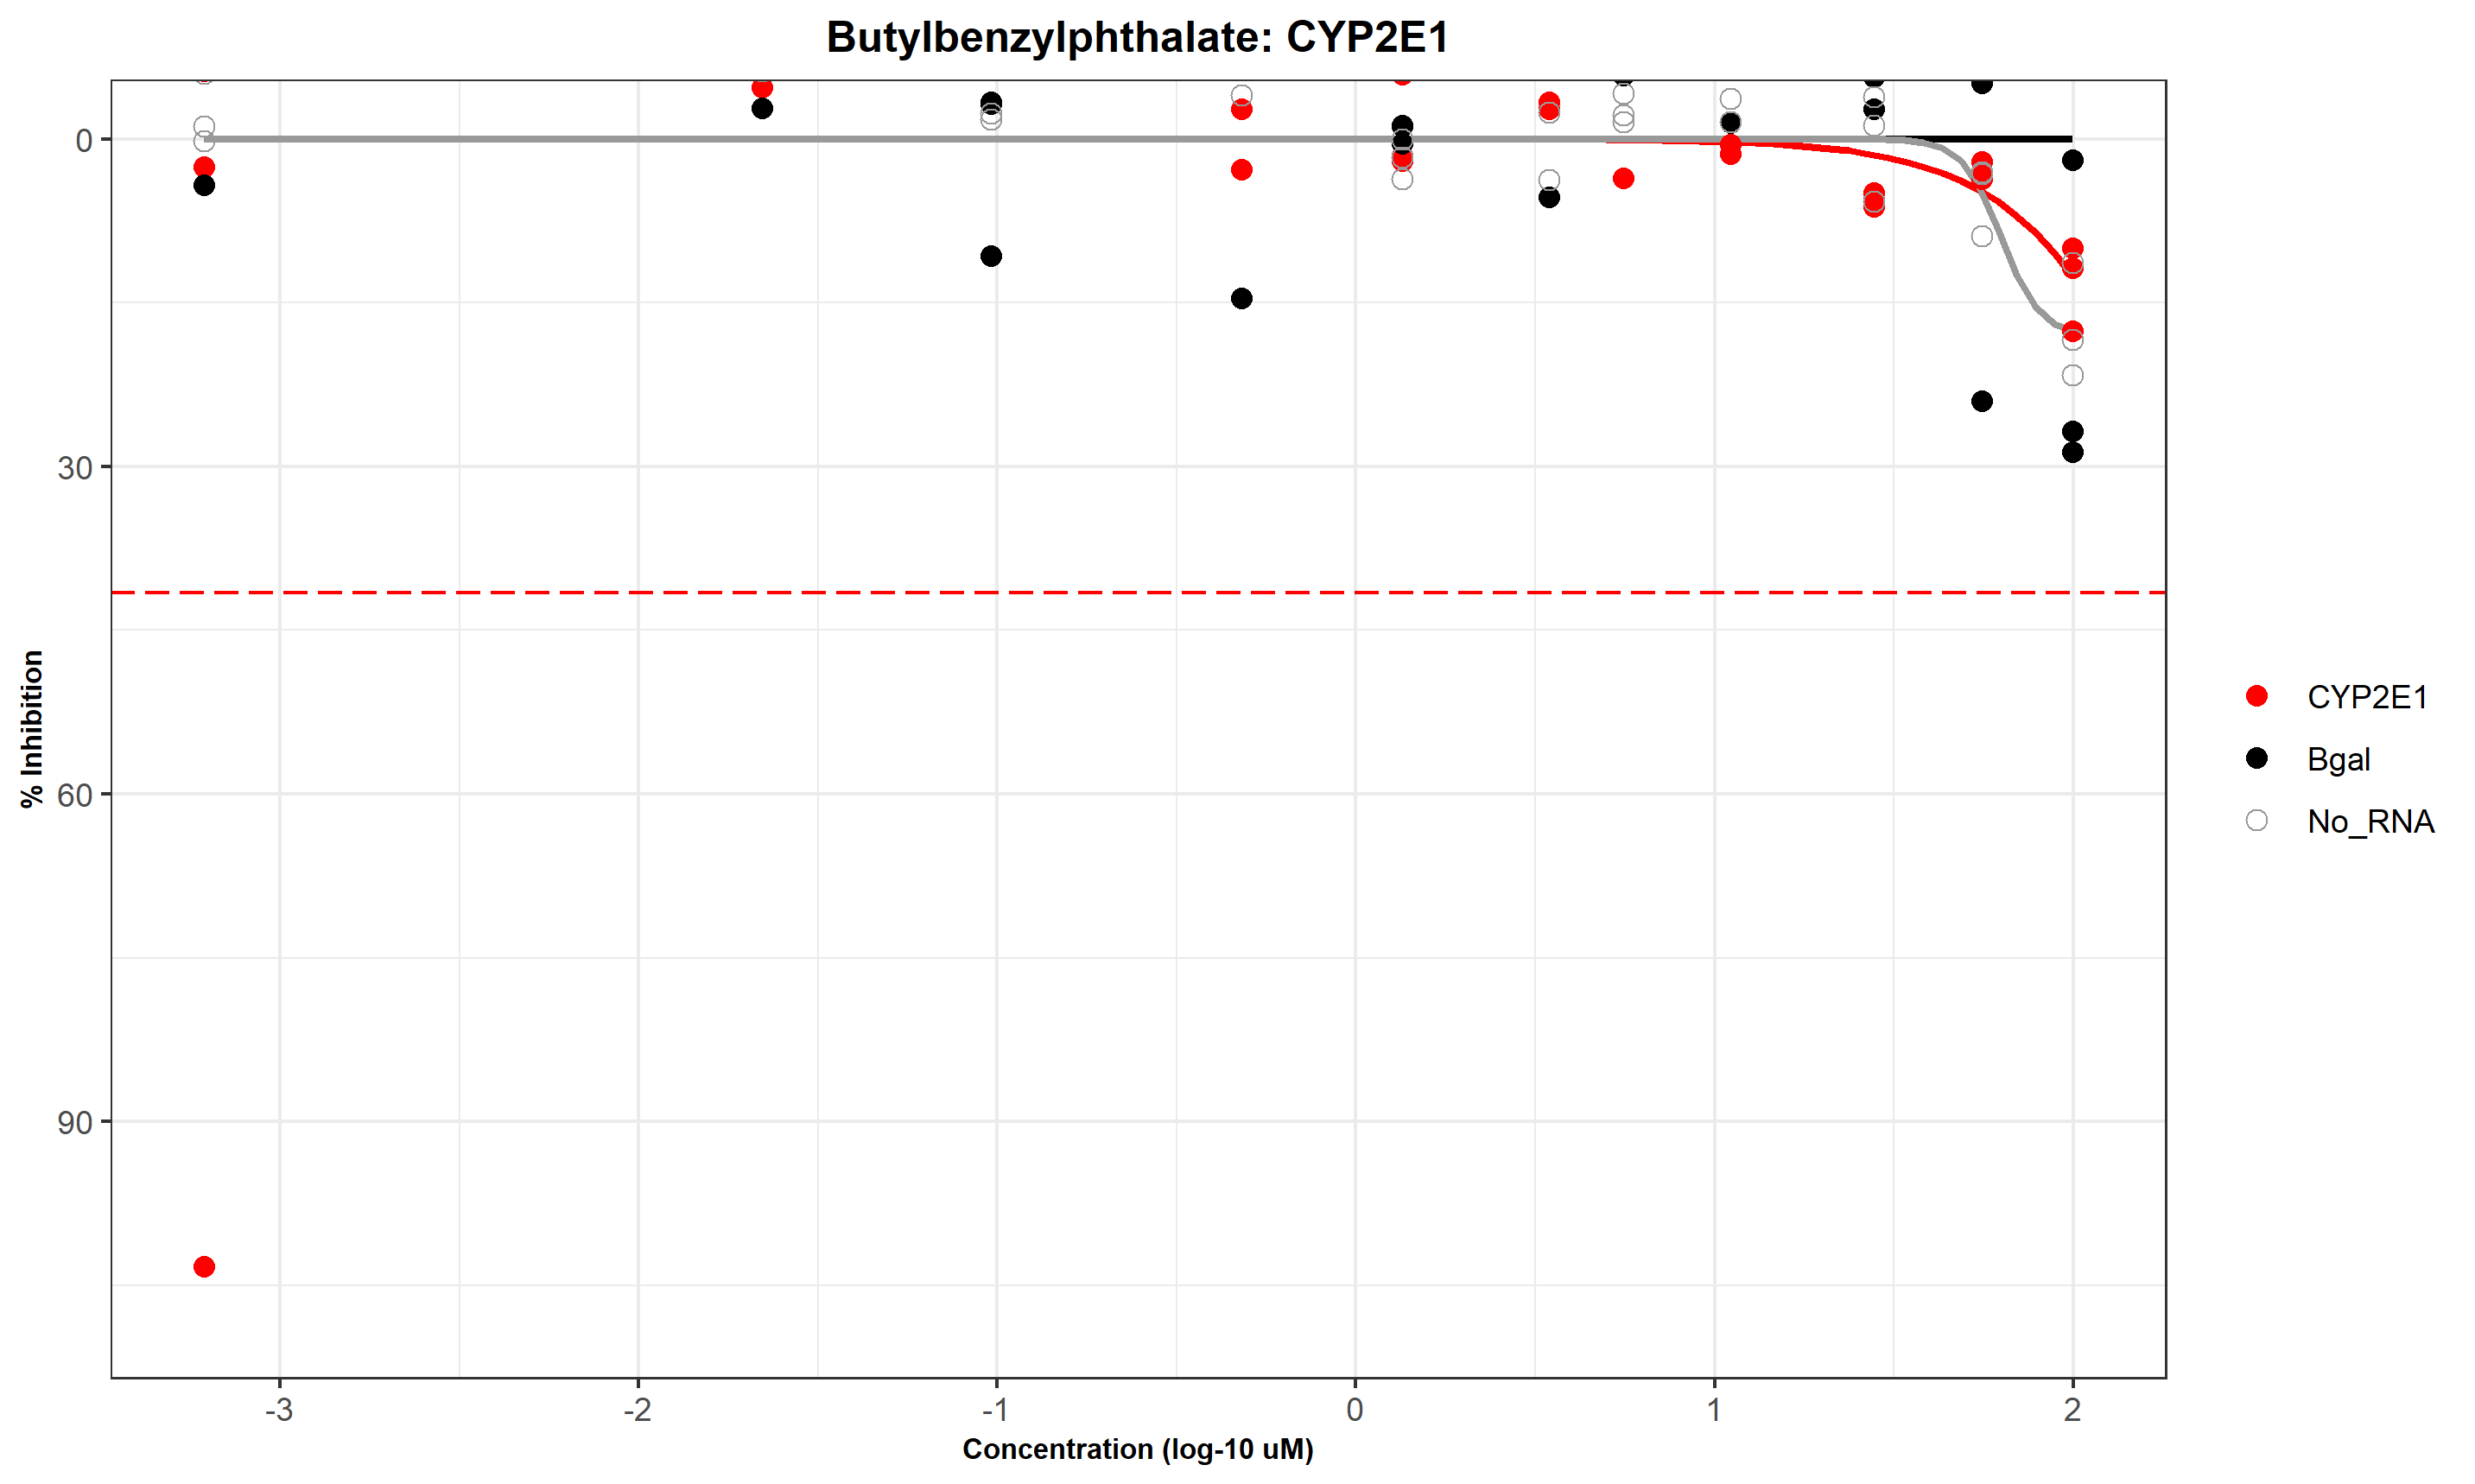 Butylbenzylphthalate: CYP2E1
0
30
60
90
% Inhibition
-3 -2 -1 0 1 2
Concentration (log-10 uM)
CYP2E1
Bgal
No_RNA